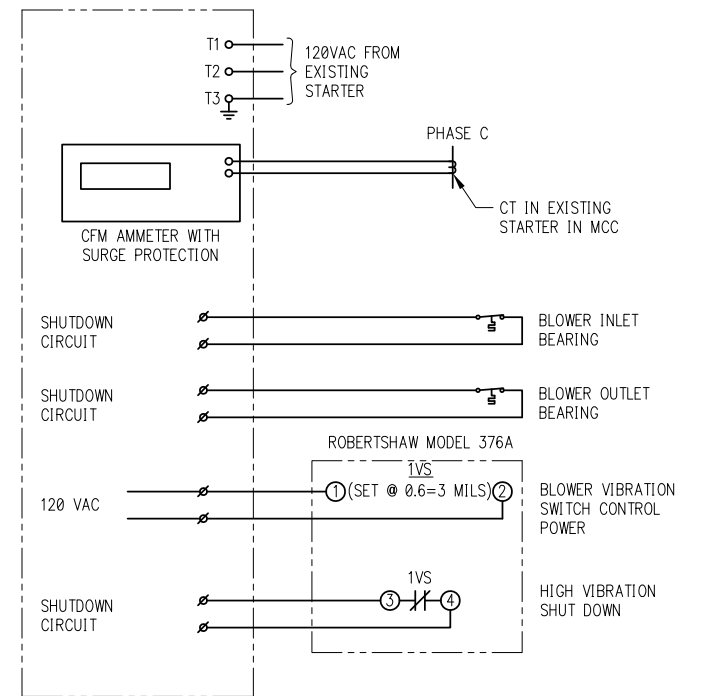 T1
T2
T3
120VAC FROM
EXISTING
STARTER
PHASE C
CT IN EXISTING
STARTER IN MCC
CFM AMMETER WITH
SURGE PROTECTION
SHUTDOWN
CIRCUIT
BLOWER INLET
BEARING
SHUTDOWN
CIRCUIT
BLOWER OUTLET
BEARING
ROBERTSHAW MODEL 376A
1VS
1 (SET @ 0.6=3 MILS) 2
120 VAC
BLOWER VIBRATION
SWITCH CONTROL
POWER
1VS
3 4
SHUTDOWN
CIRCUIT
HIGH VIBRATION
SHUT DOWN